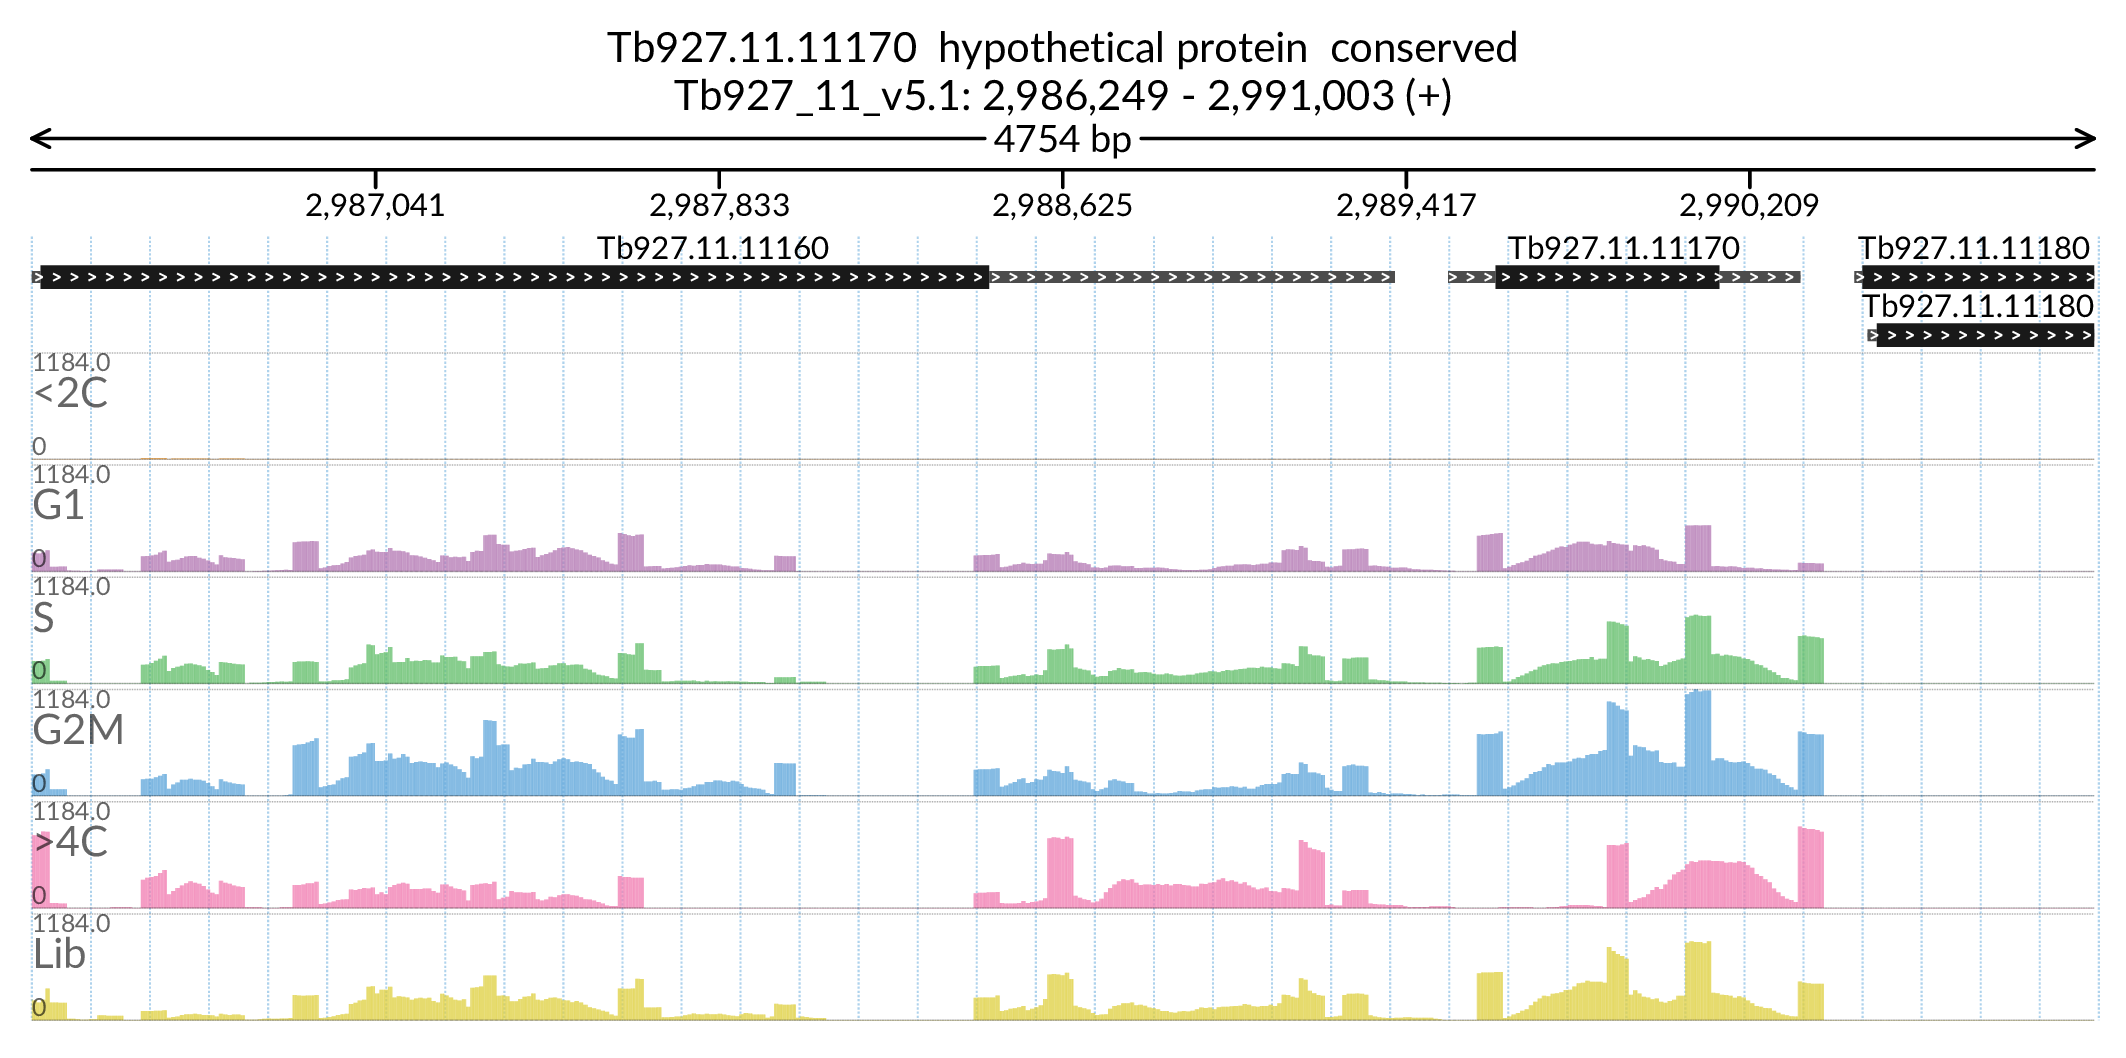 Tb927.11.11170  hypothetical protein  conserved
Tb927_11_v5.1: 2,986,249 - 2,991,003 (+)
4754 bp
2,987,041 2,987,833 2,988,625 2,989,417 2,990,209
Tb927.11.11160 Tb927.11.11170 Tb927.11.11180
Tb927.11.11180
1184.0
<2C
0
1184.0
G1
0
1184.0
S
0
1184.0
G2M
0
1184.0
>4C
0
1184.0
Lib
0